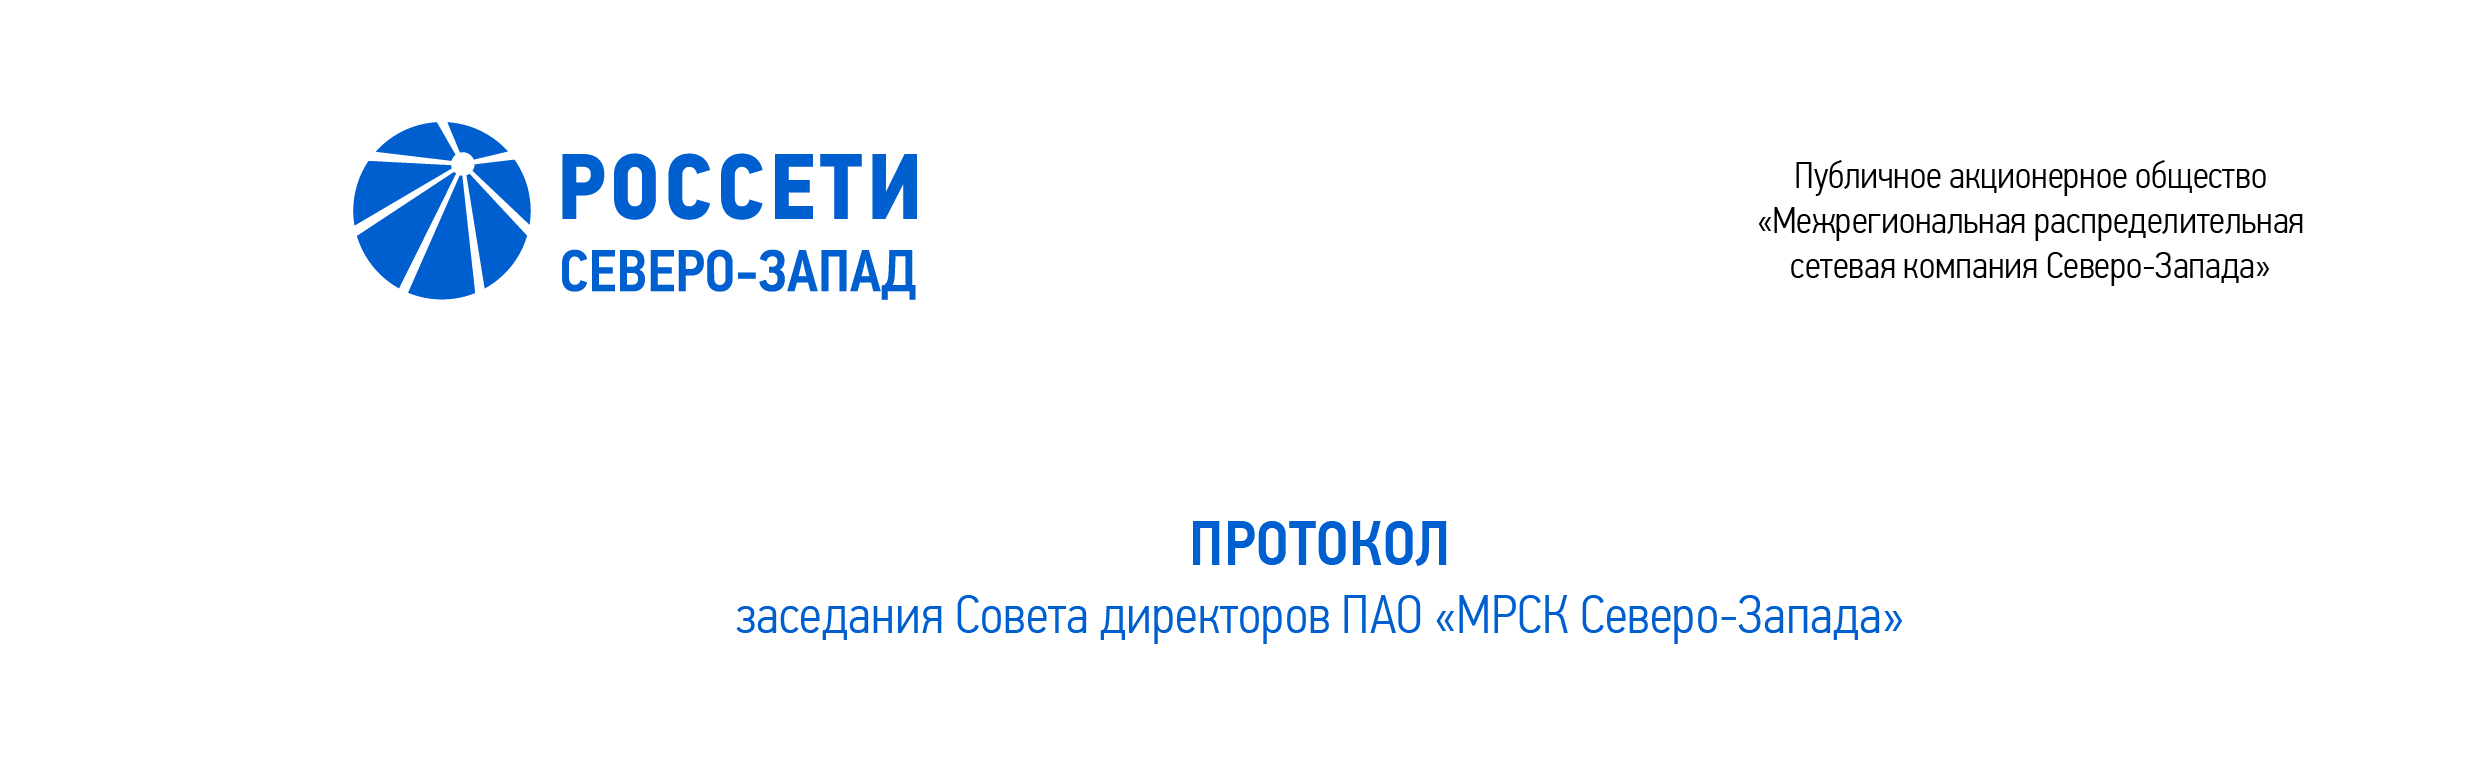 РОССЕТИ
СЕВЕРО-ЗАПАД
Публичное акционерное общество
«Межрегиональная распределительная
сетевая компания Северо-Запада»
ПРОТОКОЛ
заседания Совета директоров ПАО «МРСК Северо-Запада»